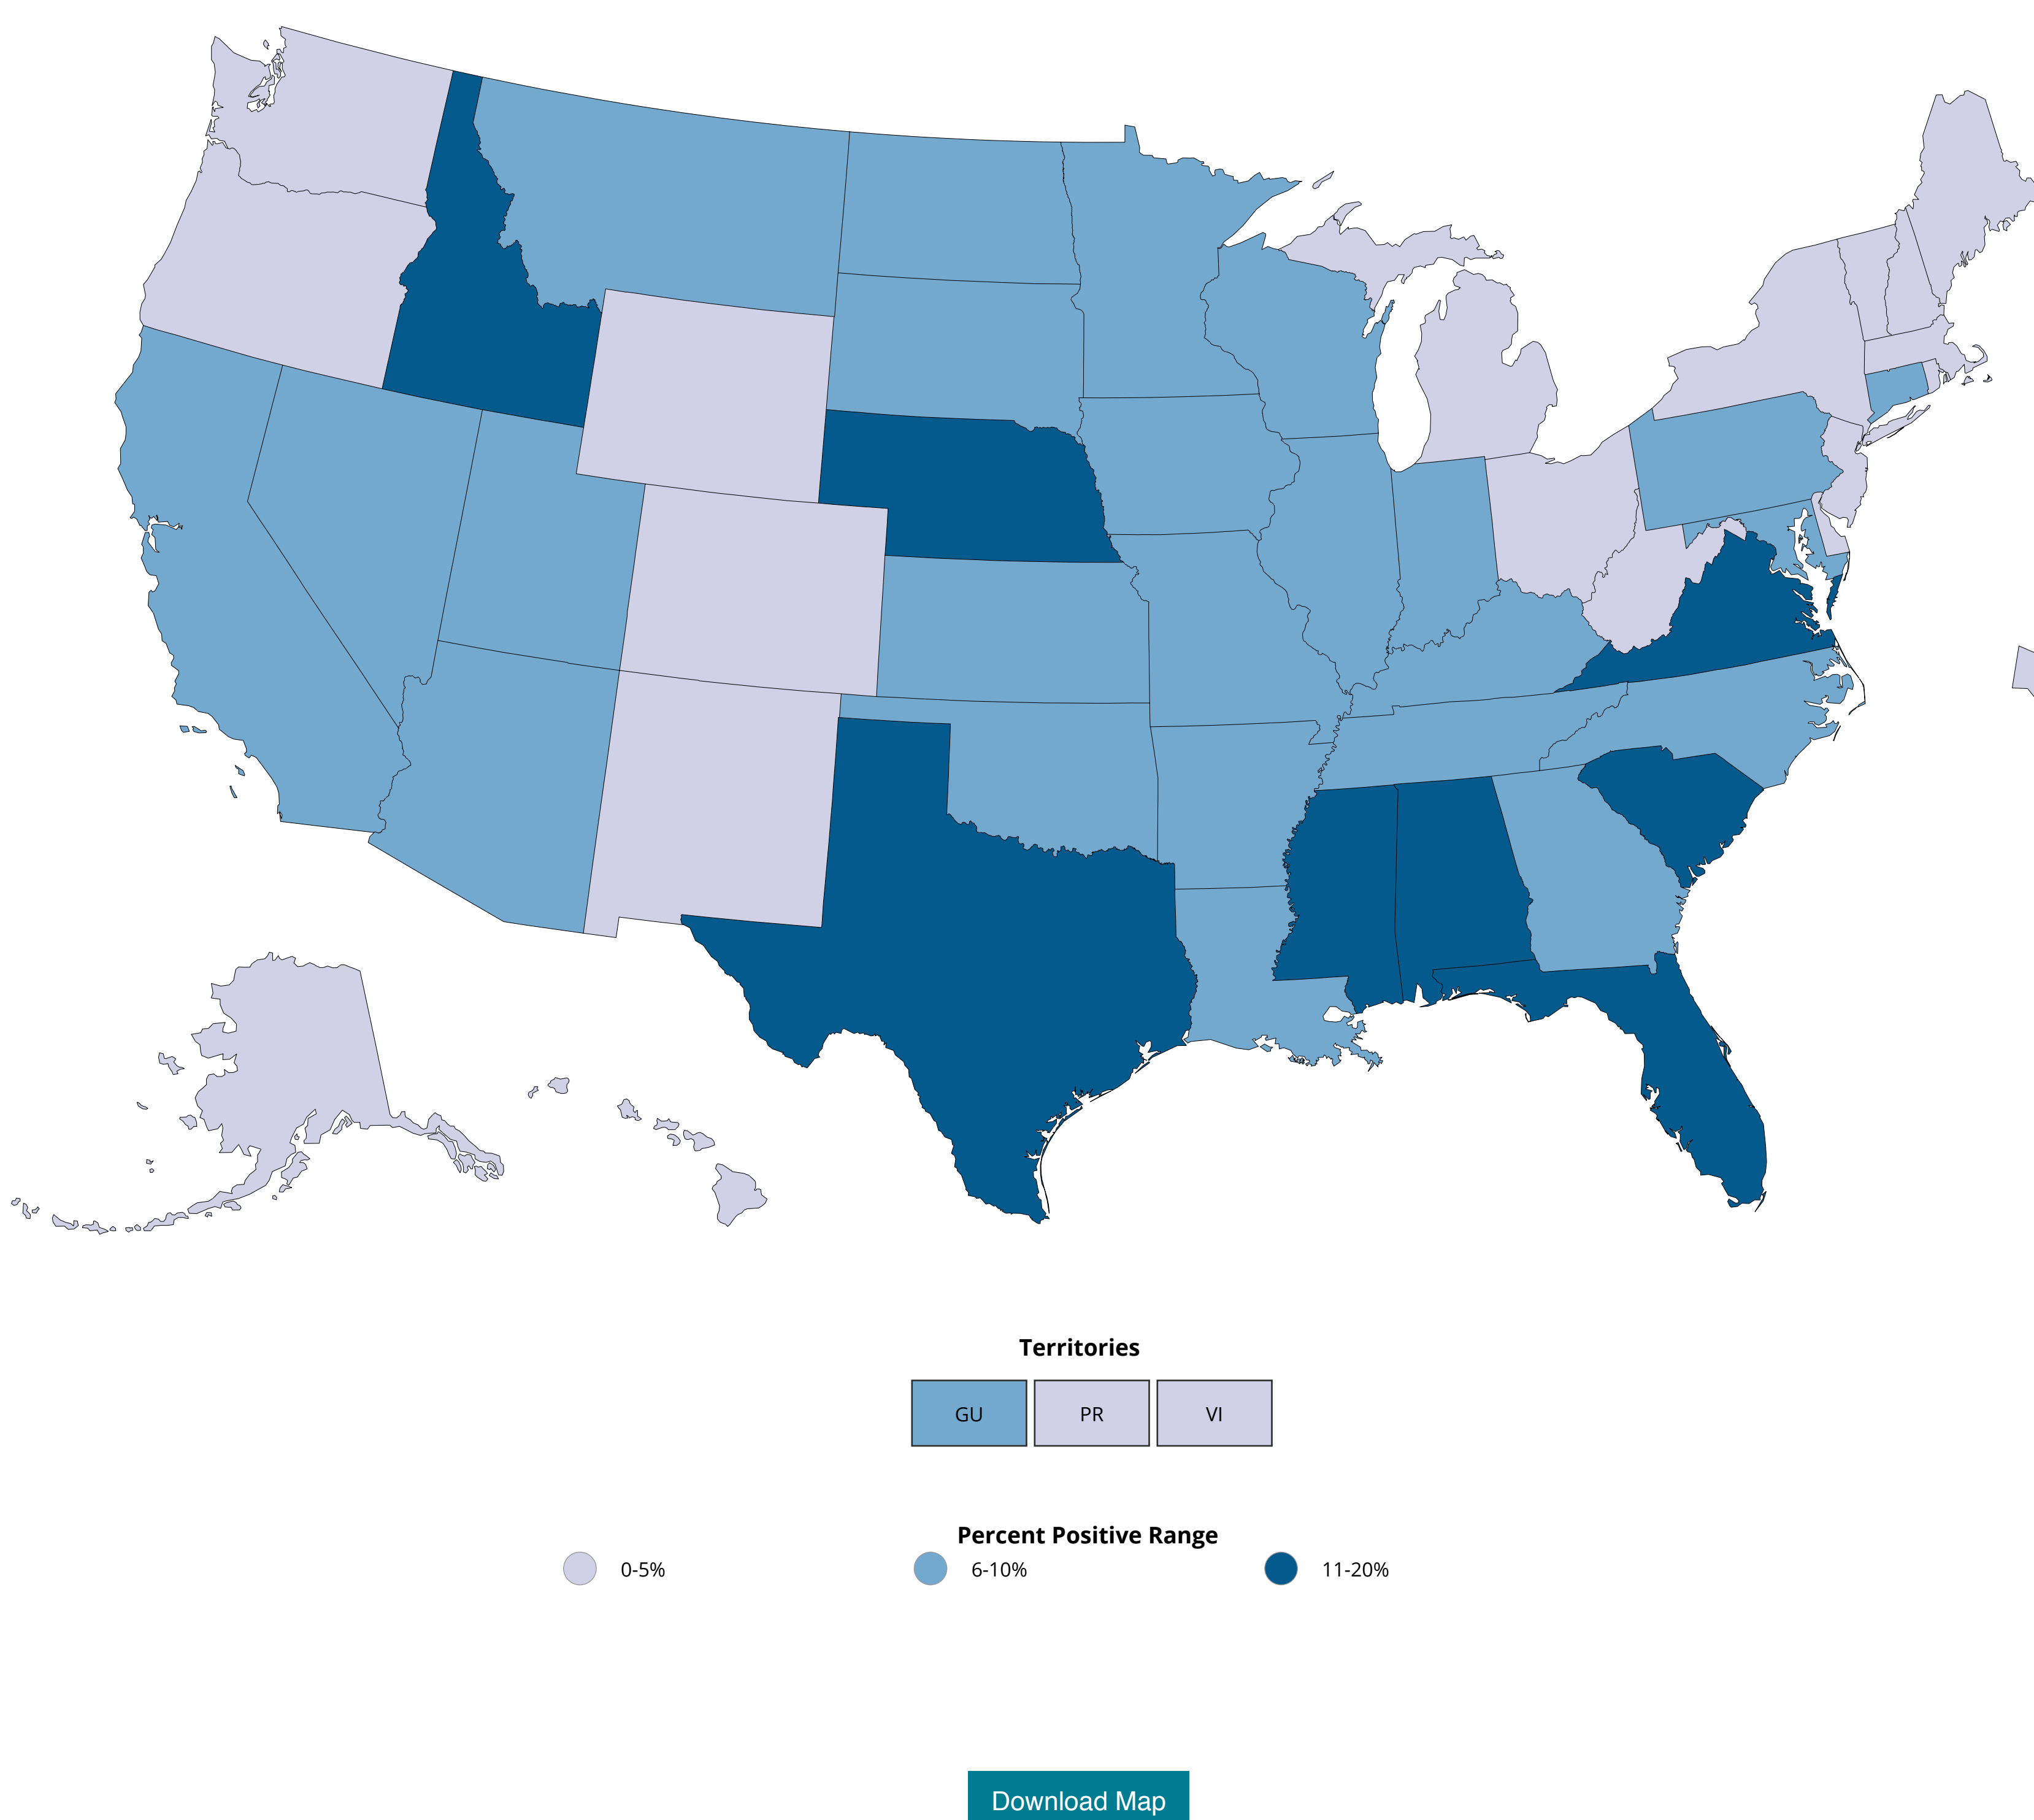 Territories
GU PR VI
Percent Positive Range
0-5% 6-10% 11-20%
Download Map